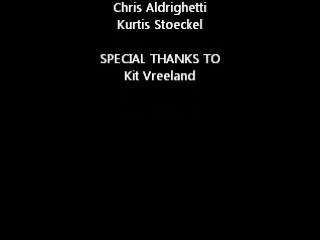 Chris Aldrighetti
Kurtis Stoeckel
SPECIAL THANKS TO
Kit Vreeland